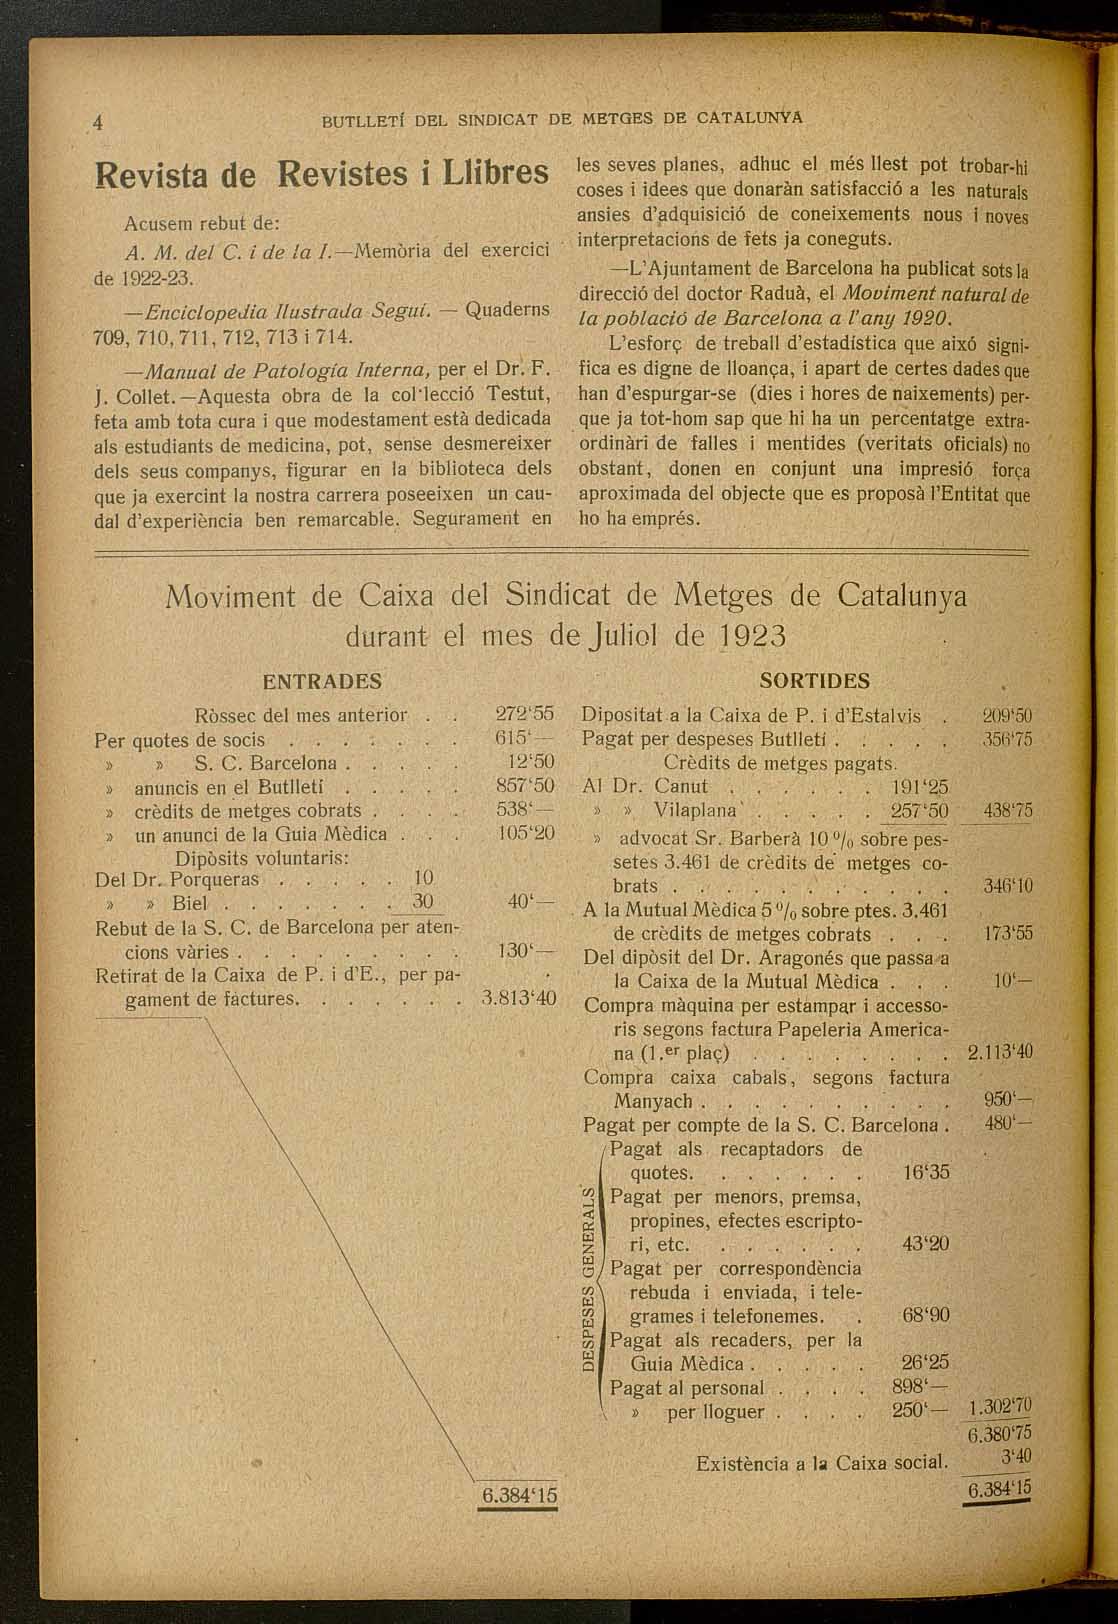 4
BUTLLETÍ DEL SINDICAT DE METGES DE CATALUNYA
Revista de Revistes i Llibres
Acusem rebut de:
A. M. del C. i de la I.—Memòria del exercici
de 1922-23.
—Enciclopedia Ilustrada Seguí. — Quaderns
709, 710, 711, 712, 713 i 714.
—Manual de Patología Interna, per el Dr. F.
J. Collet.—Aquesta obra de la col'lecció Testut,
feta amb tota cura i que modestament està dedicada
als estudiants de medicina, pot, sense desmereixer
dels seus companys, figurar en la biblioteca dels
que ja exercint la nostra carrera poseeixen un cau-
dal d'experiència ben remarcable. Segurament en
les seves planes, adhuc el més llest pot trobar-hi
coses i idees que donaràn satisfacció a les naturals
ansies d'adquisició de coneixements nous i noves
interpretacions de fets ja coneguts.
—L'Ajuntament de Barcelona ha publicat sots la
direcció del doctor Raduà, el Moviment natural de
la població de Barcelona a l'any 1920.
L'esforç de treball d'estadística que aixó signi-
fica es digne de lloança, i apart de certes dades que
han d'espurgar-se (dies i hores de naixements) per-
que ja tot-hom sap que hi ha un percentatge extra-
ordinàri de falles i mentides (veritats oficials) no
obstant, donen en conjunt una impresió força
aproximada del objecte que es proposà l'Entitat que
ho ha emprés.
Moviment de Caixa del Sindicat de Metges de Catalunya
durant el mes de Juliol de 1923
ENTRADES
Ròssec del mes anterior . . 272'55
Per quotes de socis . . . . . . . 615'—
» » S. C. Barcelona . . . . . 12'50
» anuncis en el Butlletí . . . . . 857'50
» crèdits de metges cobrats . . . . 538'—
» un anunci de la Guia Mèdica . . . 105'20
Dipòsits voluntaris:
Del Dr. Porqueras . . . . . 10
» » Biel . . . . . . . 30 40'—
Rebut de la S. C. de Barcelona per aten-
cions vàries . . . . . . . . . 130'—
Retirat de la Caixa de P. i d'E., per pa-
gament de factures. . . . . . . 3.813'40
6.384'15
SORTIDES
Dipositat a la Caixa de P. i d'Estalvis . 209'50
Pagat per despeses Butlletí . . . . . 356'75
Crèdits de metges pagats.
Al Dr. Canut . . . . . . 191'25
» » Vilaplana . . . . . 257'50 438'75
» advocat Sr. Barberà 10 % sobre pes-
setes 3.461 de crèdits de metges co-
brats . . . . . . . . . . . 346'10
A la Mutual Mèdica 5 % sobre ptes. 3.461
de crèdits de metges cobrats . . . 173'55
Del dipòsit del Dr. Aragonés que passa a
la Caixa de la Mutual Mèdica . . . 10'—
Compra màquina per estampar i accesso-
ris segons factura Papeleria America-
na (1.er plaç) . . . . . . . . 2.113'40
Compra caixa cabals, segons factura
Manyach . . . . . . . . . . 950'—
Pagat per compte de la S. C. Barcelona . 480'—
DESPESES GENERALS
Pagat als recaptadors de
quotes. . . . . . . 16'35
Pagat per menors, premsa,
propines, efectes escripto-
ri, etc. . . . . . . 43'20
Pagat per correspondència
rebuda i enviada, i tele-
grames i telefonemes. . 68'90
Pagat als recaders, per la
Guia Mèdica . . . . . 26'25
Pagat al personal . . . . 898'—
» per lloguer . . . . 250'— 1.302'70
6.380'75
Existència a la Caixa social. 3'40
6.384'15